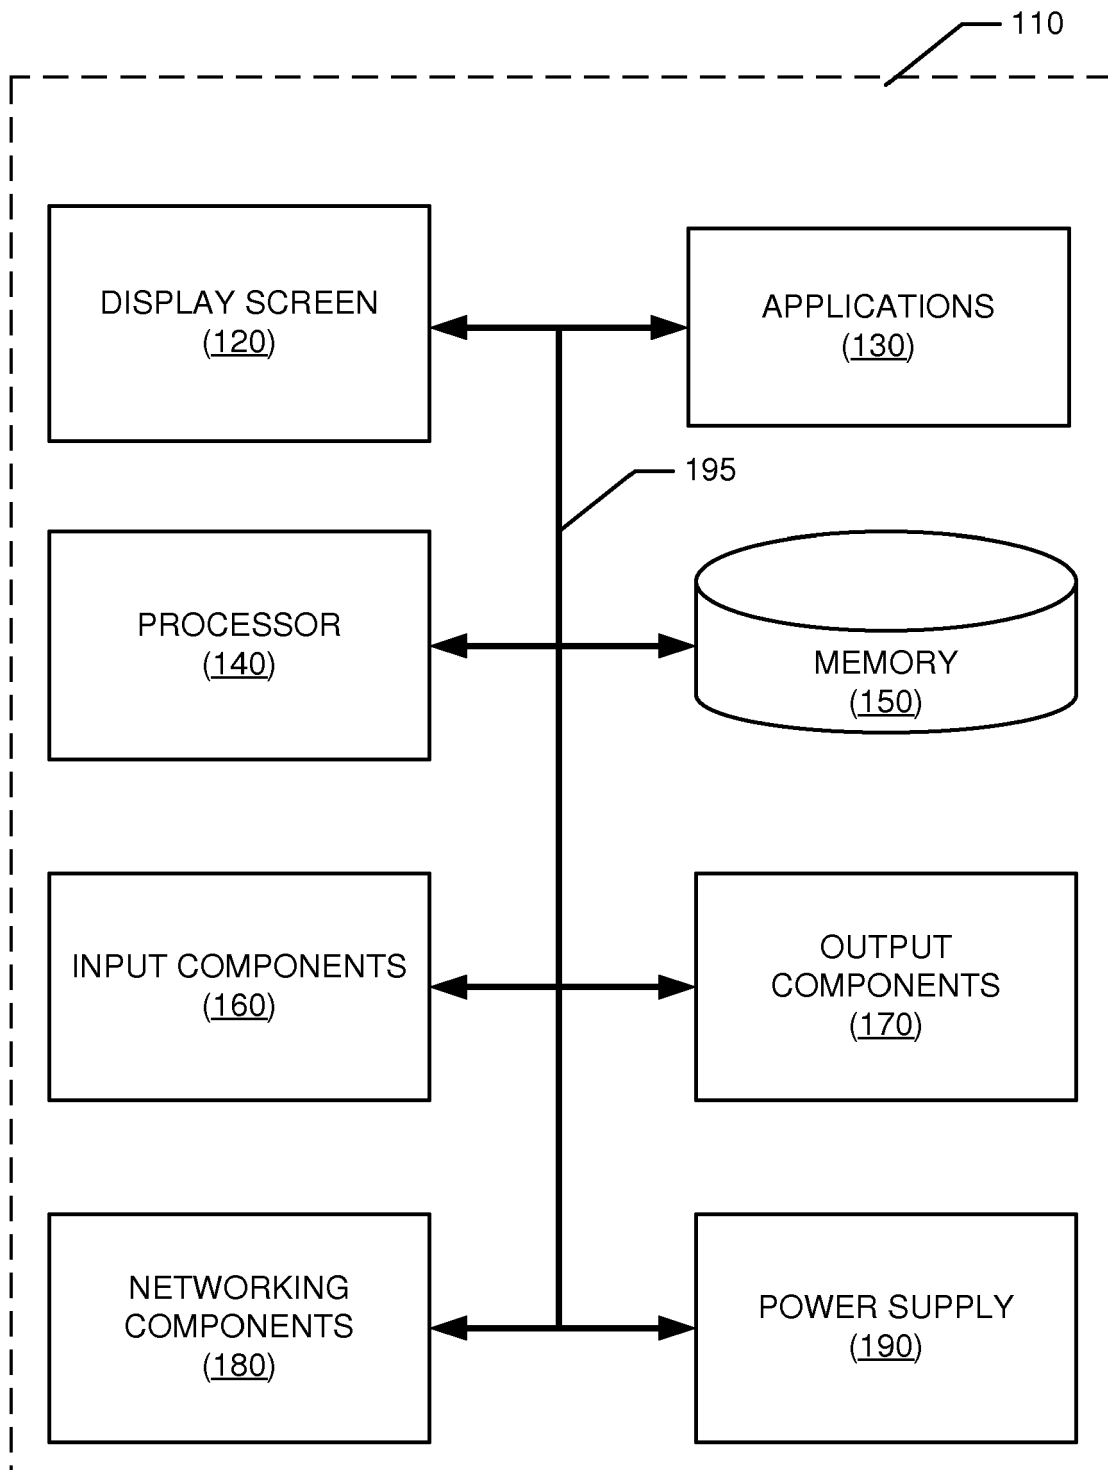 110
DISPLAY SCREEN
(120)
APPLICATIONS
(130)
195
PROCESSOR
(140)
MEMORY
(150)
INPUT COMPONENTS
(160)
OUTPUT
COMPONENTS
(170)
NETWORKING
COMPONENTS
(180)
POWER SUPPLY
(190)